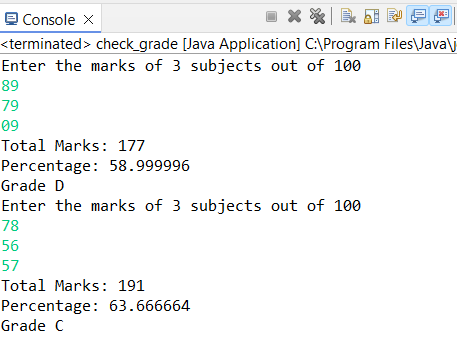 Console
<terminated> check_grade [Java Application] C:\Program Files\Java\j
Enter the marks of 3 subjects out of 100
89
79
09
Total Marks: 177
Percentage: 58.999996
Grade D
Enter the marks of 3 subjects out of 100
78
56
57
Total Marks: 191
Percentage: 63.666664
Grade C